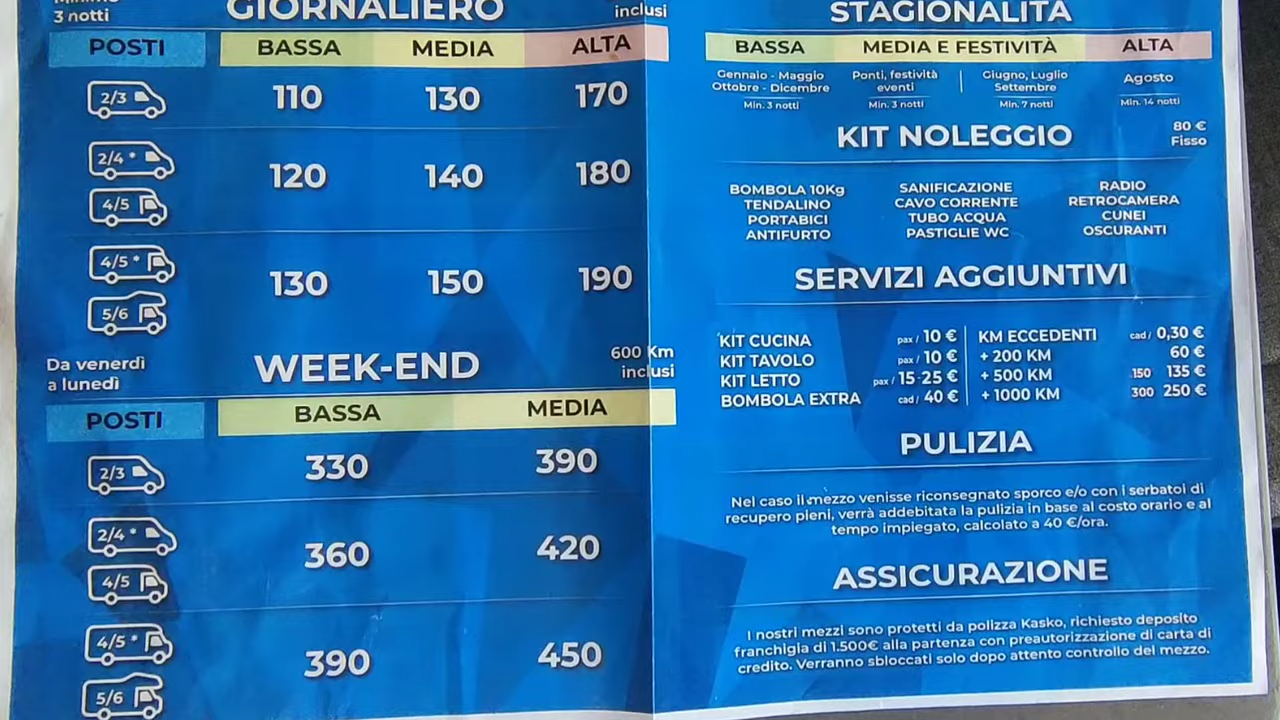 Minimo
3 notti
GIORNALIERO
inclusi
POSTI BASSA MEDIA ALTA
2/3 110 130 170
2/4 *
4/5
120 140 180
4/5 *
5/6
130 150 190
Da venerdì
a lunedì
WEEK-END
600 Km
inclusi
POSTI BASSA MEDIA
2/3 330 390
2/4 *
4/5
360 420
4/5 *
5/6
390 450
STAGIONALITÀ
BASSA MEDIA E FESTIVITÀ ALTA
Gennaio - Maggio
Ottobre - Dicembre
Min. 3 notti
Ponti, festività
eventi
Min. 3 notti
Giugno, Luglio
Settembre
Min. 7 notti
Agosto
Min. 14 notti
KIT NOLEGGIO
80 €
Fisso
BOMBOLA 10Kg
TENDALINO
PORTABICI
ANTIFURTO
SANIFICAZIONE
CAVO CORRENTE
TUBO ACQUA
PASTIGLIE WC
RADIO
RETROCAMERA
CUNEI
OSCURANTI
SERVIZI AGGIUNTIVI
KIT CUCINA pax / 10 €
KIT TAVOLO pax / 10 €
KIT LETTO pax / 15-25 €
BOMBOLA EXTRA cad / 40 €
KM ECCEDENTI cad / 0,30 €
+ 200 KM 60 €
+ 500 KM 150 135 €
+ 1000 KM 300 250 €
PULIZIA
Nel caso il mezzo venisse riconsegnato sporco e/o con i serbatoi di
recupero pieni, verrà addebitata la pulizia in base al costo orario e al
tempo impiegato, calcolato a 40 €/ora.
ASSICURAZIONE
I nostri mezzi sono protetti da polizza Kasko, richiesto deposito
franchigia di 1.500€ alla partenza con preautorizzazione di carta di
credito. Verranno sbloccati solo dopo attento controllo del mezzo.